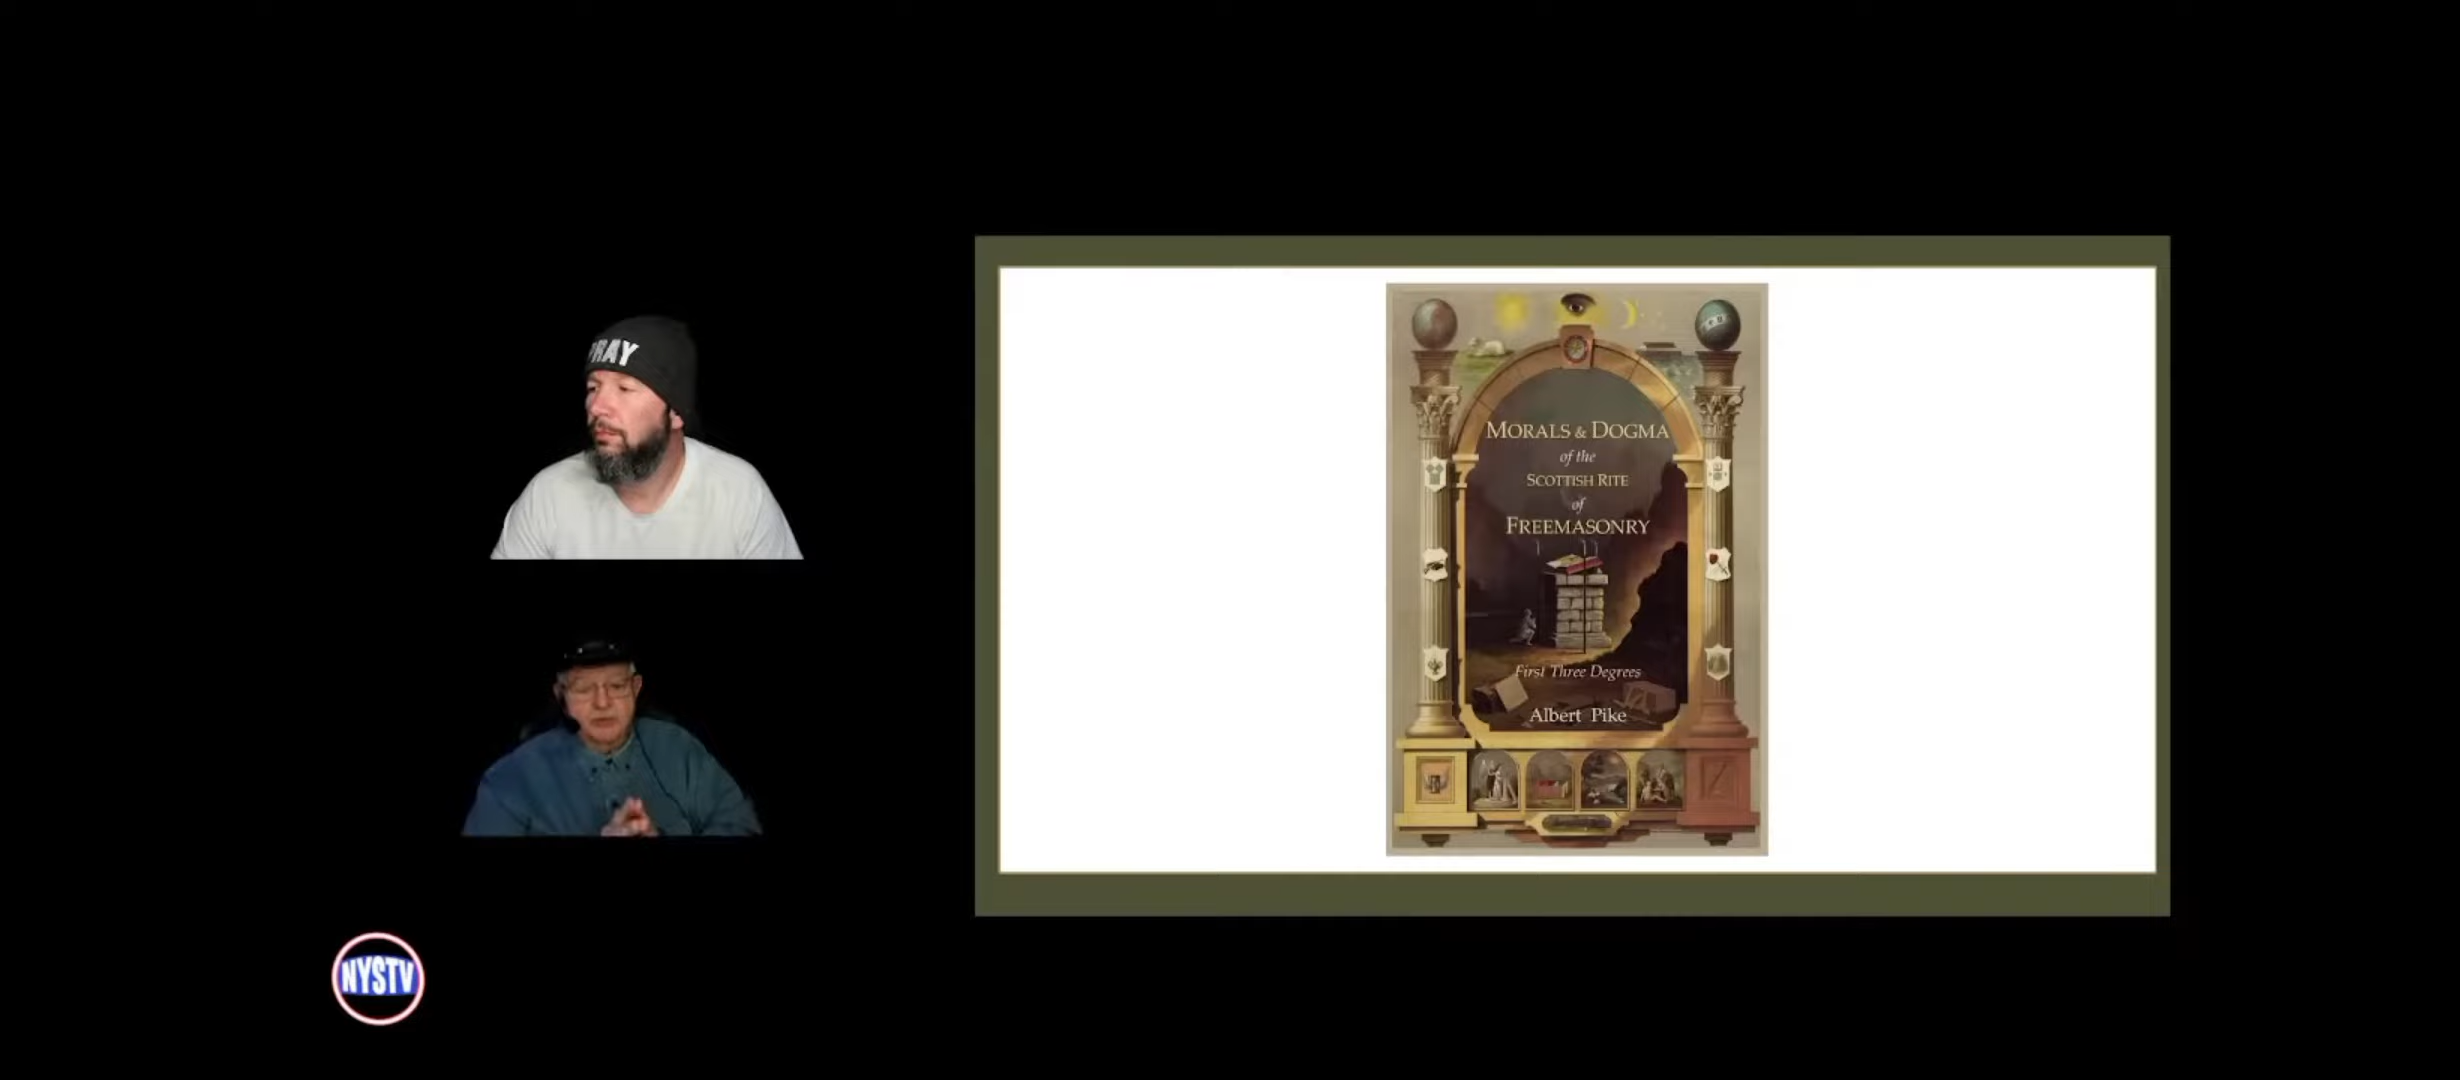 PRAY
MORALS & DOGMA
of the
SCOTTISH RITE
of
FREEMASONRY
First Three Degrees
Albert Pike
NYSTV